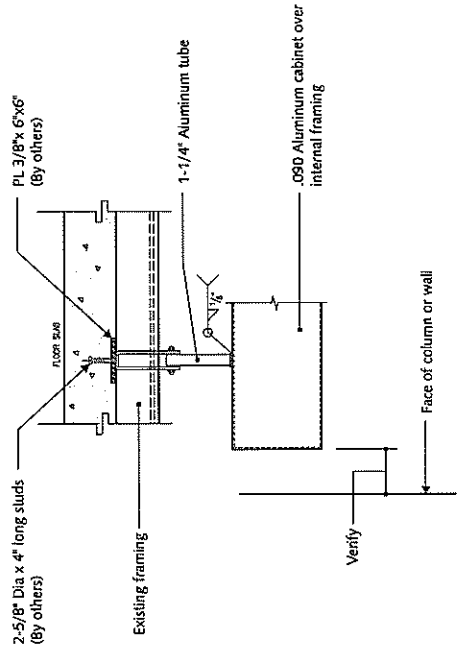 2-5/8" Dia x 4" long studs
(By others)
PL 3/8"x 6"x6"
(By others)
FLOOR SLAB
Existing framing
1-1/4" Aluminum tube
1/8"
.090 Aluminum cabinet over
internal framing
Verify
Face of column or wall